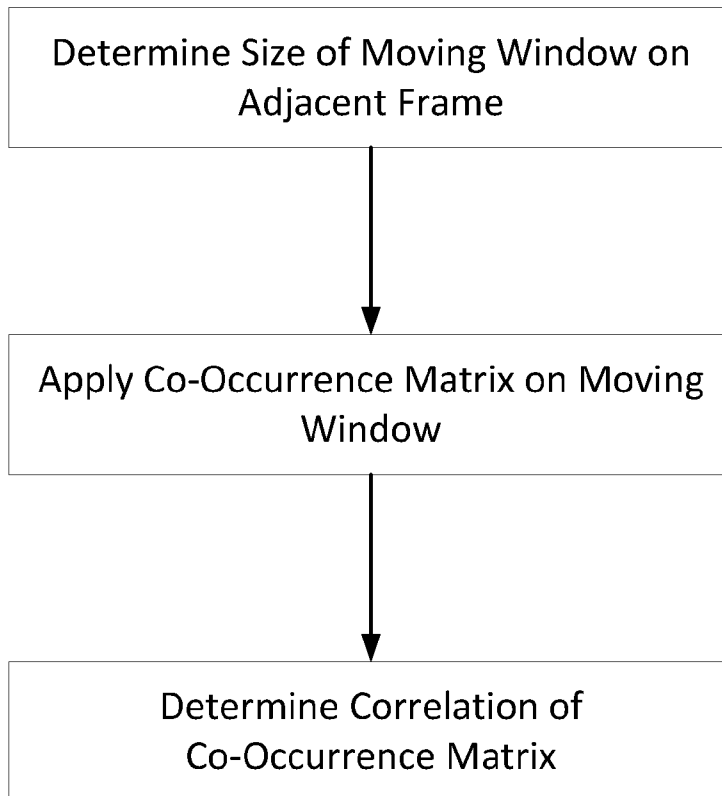 Determine Size of Moving Window on
Adjacent Frame
Apply Co-Occurrence Matrix on Moving
Window
Determine Correlation of
Co-Occurrence Matrix